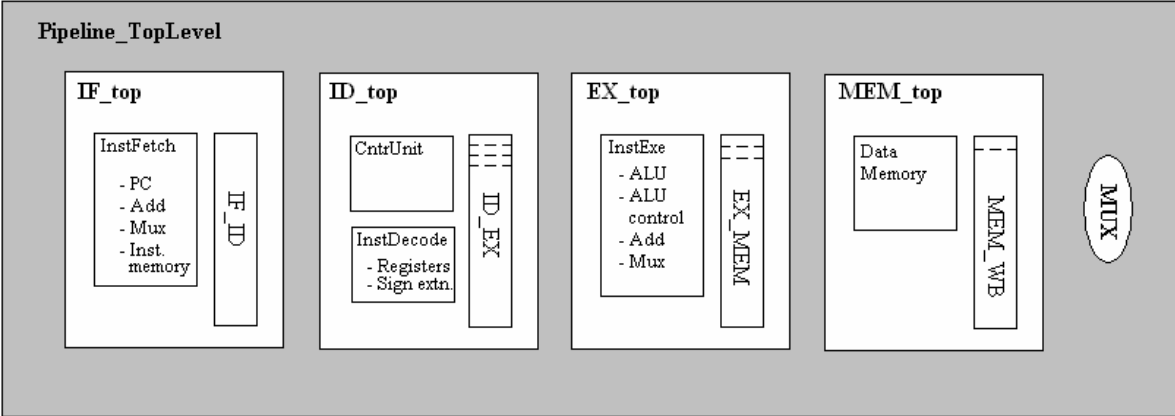 Pipeline_TopLevel
IF_top
InstFetch
- PC
- Add
- Mux
- Inst.
memory
IF_ID
ID_top
CntrUnit
InstDecode
- Registers
- Sign extn.
ID_EX
EX_top
InstExe
- ALU
- ALU
control
- Add
- Mux
EX_MEM
MEM_top
Data
Memory
MEM_WB
MUX